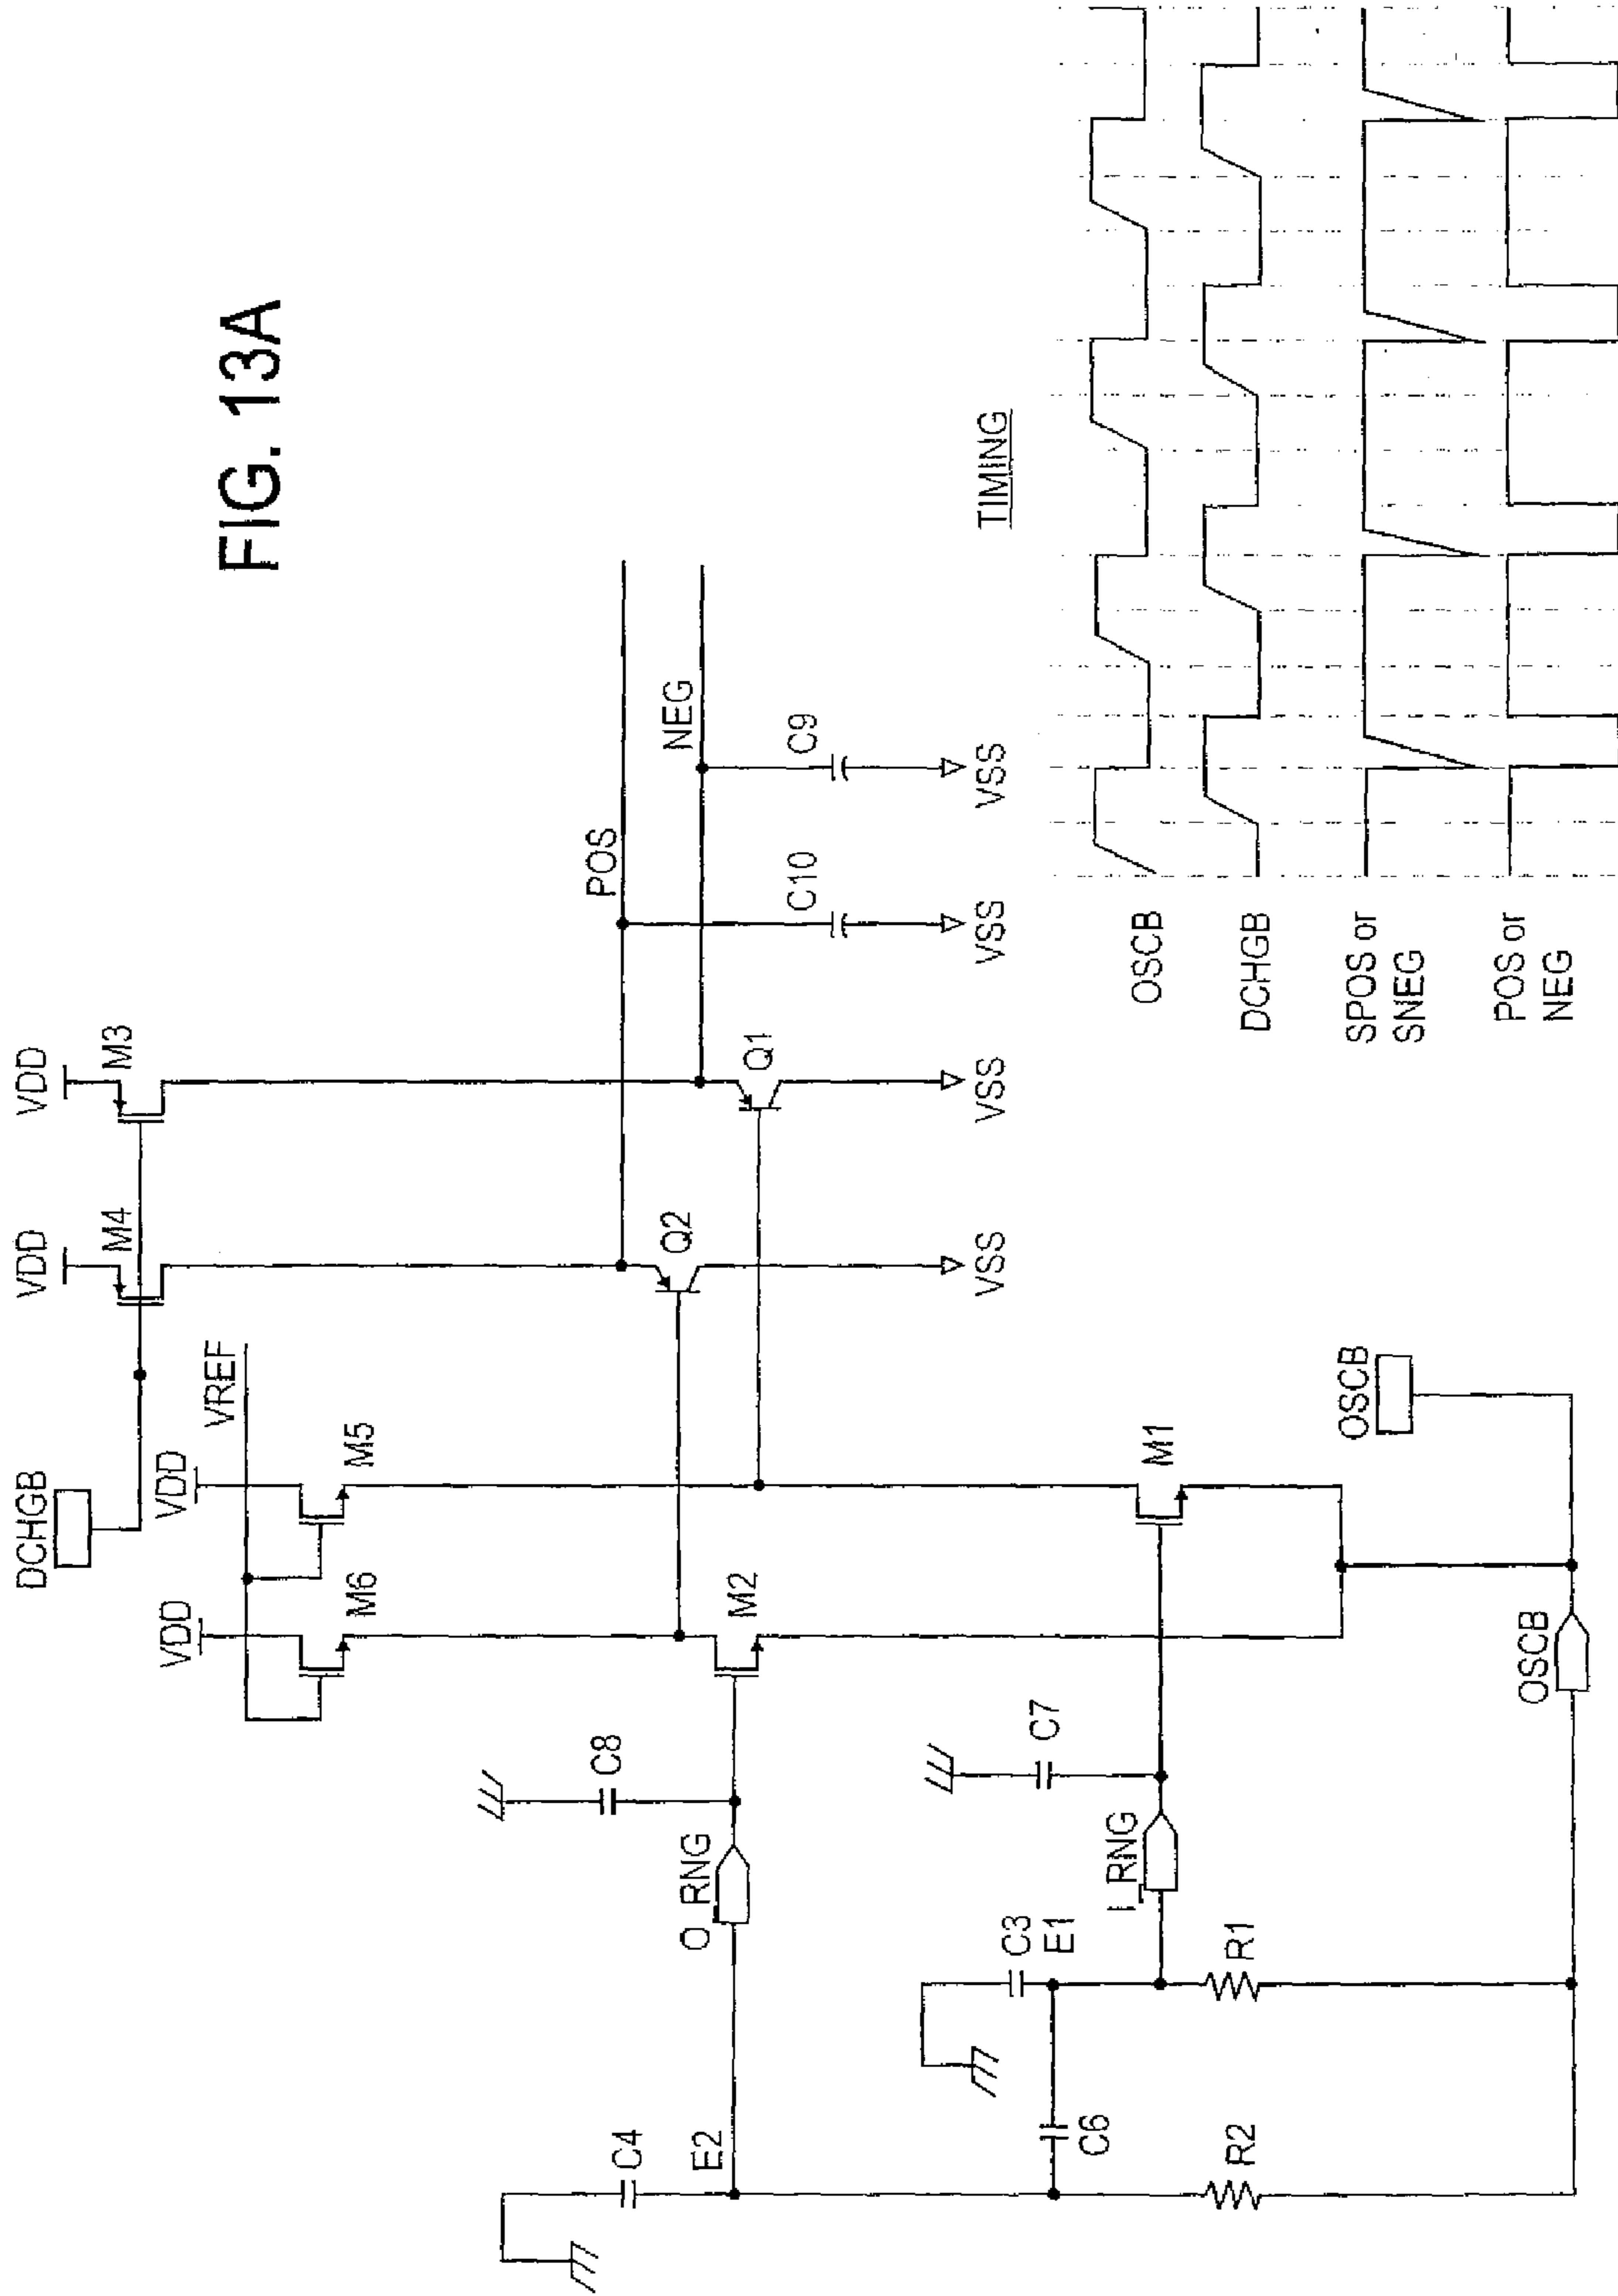 FIG. 13A
DCHGB
VDD
VDD
VDD
VDD
M4
M3
VREF
M6
M5
POS
NEG
Q2
Q1
C10
C9
VSS
VSS
VSS
VSS
C8
O_RNG
M2
C4
E2
C7
I_RNG
M1
C3
E1
C6
R2
R1
OSCB
OSCB
TIMING
OSCB
DCHGB
SPOS or
SNEG
POS or
NEG